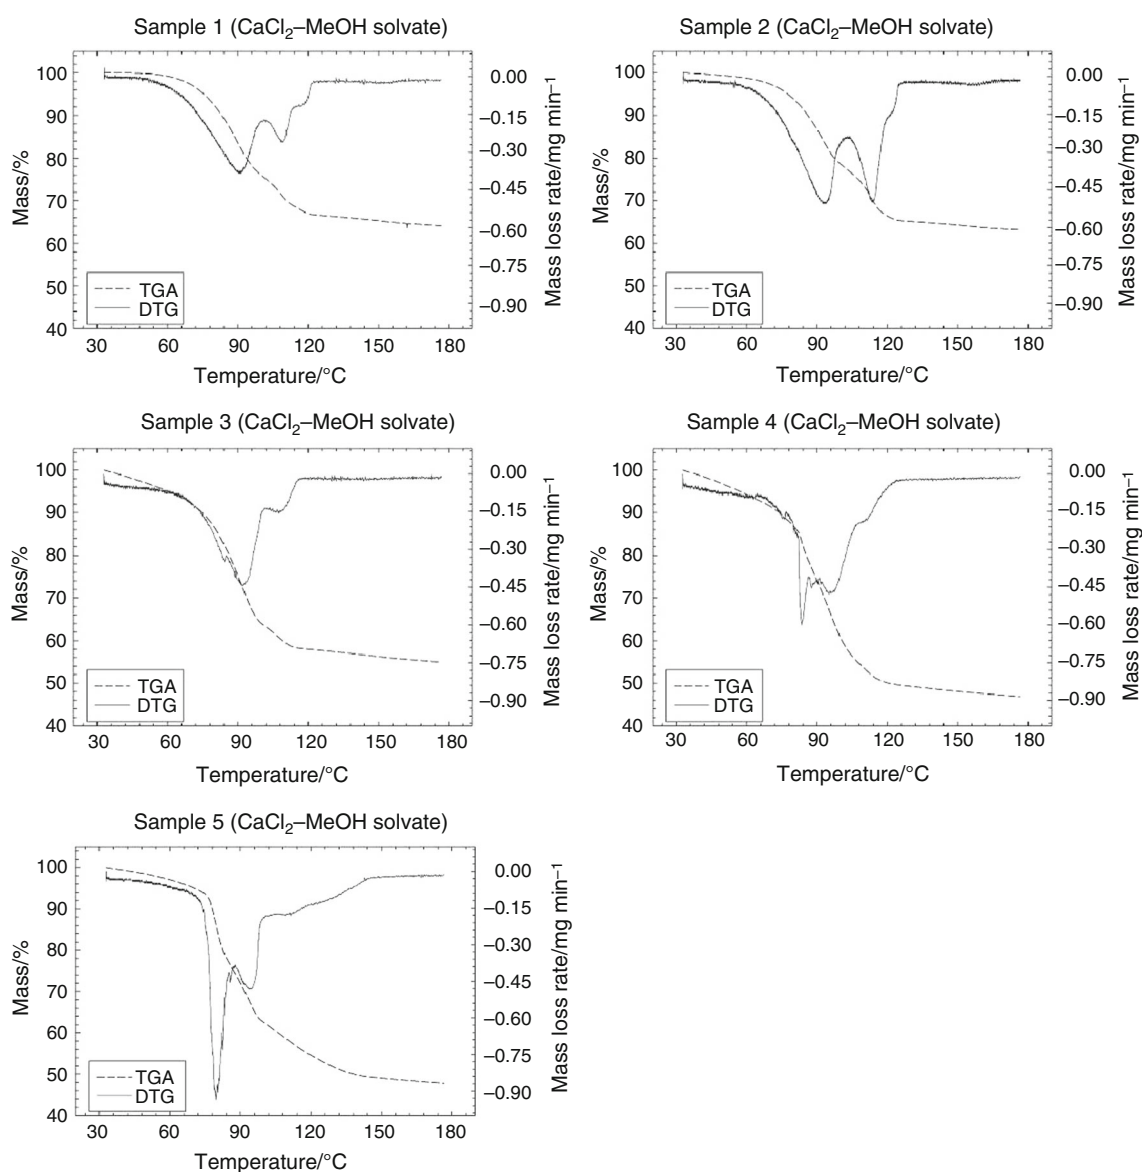 Sample 1 (CaCl₂–MeOH solvate)
100
90
80
70
60
50
40
Mass/%
0.00
–0.15
–0.30
–0.45
–0.60
–0.75
–0.90
Mass loss rate/mg min⁻¹
TGA
DTG
30 60 90 120 150 180
Temperature/°C
Sample 2 (CaCl₂–MeOH solvate)
100
90
80
70
60
50
40
Mass/%
0.00
–0.15
–0.30
–0.45
–0.60
–0.75
–0.90
Mass loss rate/mg min⁻¹
TGA
DTG
30 60 90 120 150 180
Temperature/°C
Sample 3 (CaCl₂–MeOH solvate)
100
90
80
70
60
50
40
Mass/%
0.00
–0.15
–0.30
–0.45
–0.60
–0.75
–0.90
Mass loss rate/mg min⁻¹
TGA
DTG
30 60 90 120 150 180
Temperature/°C
Sample 4 (CaCl₂–MeOH solvate)
100
90
80
70
60
50
40
Mass/%
0.00
–0.15
–0.30
–0.45
–0.60
–0.75
–0.90
Mass loss rate/mg min⁻¹
TGA
DTG
30 60 90 120 150 180
Temperature/°C
Sample 5 (CaCl₂–MeOH solvate)
100
90
80
70
60
50
40
Mass/%
0.00
–0.15
–0.30
–0.45
–0.60
–0.75
–0.90
Mass loss rate/mg min⁻¹
TGA
DTG
30 60 90 120 150 180
Temperature/°C